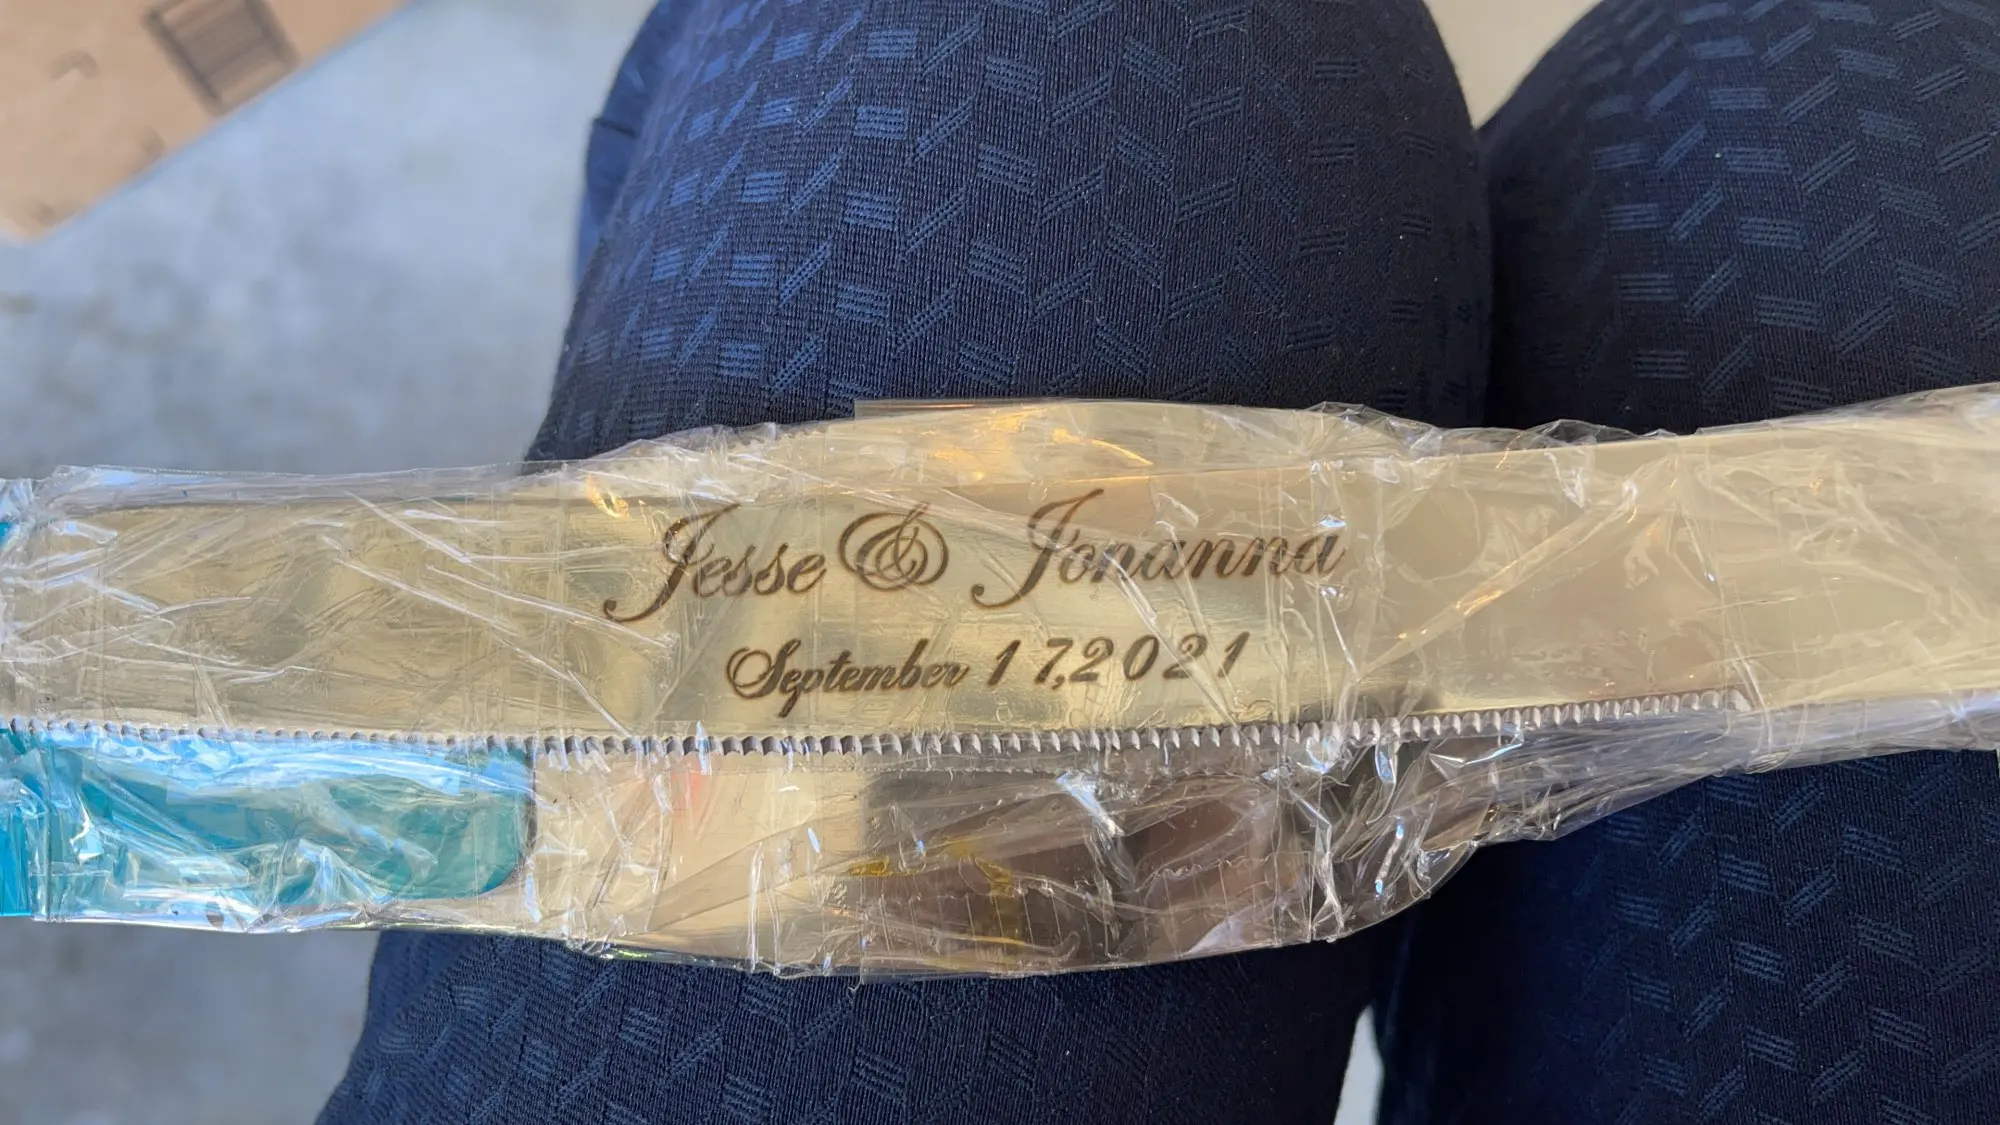 Jesse & Jonanna
September 17,2021